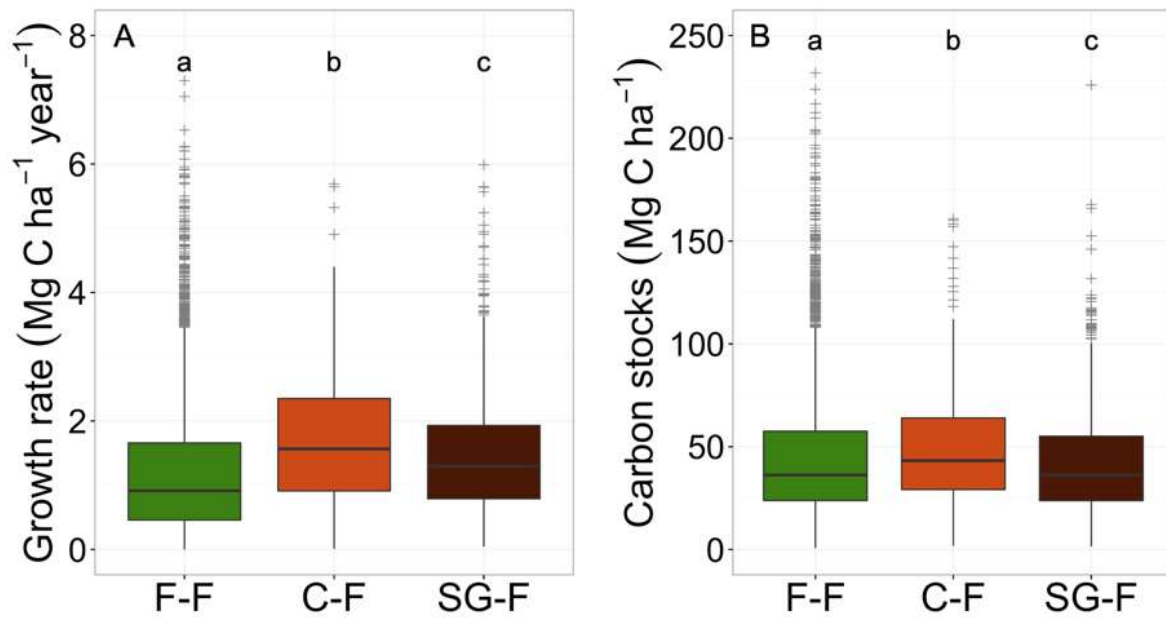 A
a
b
c
8
6
4
2
0
Growth rate (Mg C ha⁻¹ year⁻¹)
F-F
C-F
SG-F
B
a
b
c
250
200
150
100
50
0
Carbon stocks (Mg C ha⁻¹)
F-F
C-F
SG-F